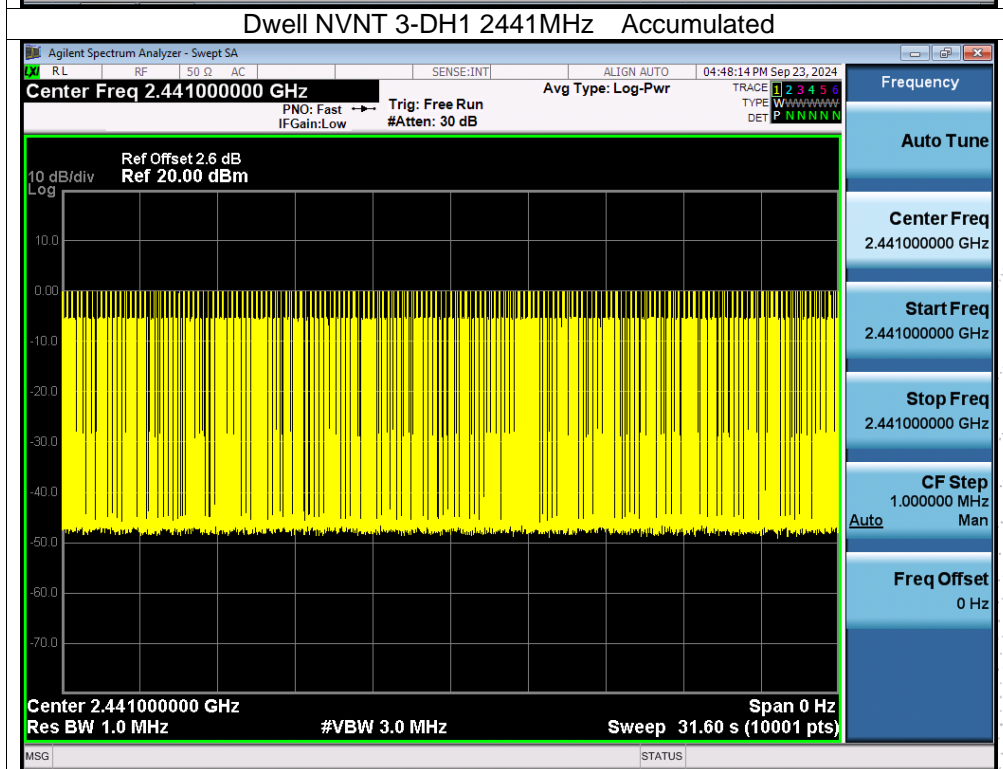 Dwell NVNT 3-DH1 2441MHz Accumulated
Agilent Spectrum Analyzer - Swept SA
LXI RL RF 50 Ω AC SENSE:INT ALIGN AUTO 04:48:14 PM Sep 23, 2024
Center Freq 2.441000000 GHz Avg Type: Log-Pwr TRACE 1 2 3 4 5 6
PNO: Fast Trig: Free Run TYPE WWWWWW
IFGain:Low #Atten: 30 dB DET P N N N N N
Ref Offset 2.6 dB
10 dB/div Ref 20.00 dBm
Log
10.0
0.00
-10.0
-20.0
-30.0
-40.0
-50.0
-60.0
-70.0
Center 2.441000000 GHz Span 0 Hz
Res BW 1.0 MHz #VBW 3.0 MHz Sweep 31.60 s (10001 pts)
MSG STATUS
Frequency
Auto Tune
Center Freq
2.441000000 GHz
Start Freq
2.441000000 GHz
Stop Freq
2.441000000 GHz
CF Step
1.000000 MHz
Auto Man
Freq Offset
0 Hz